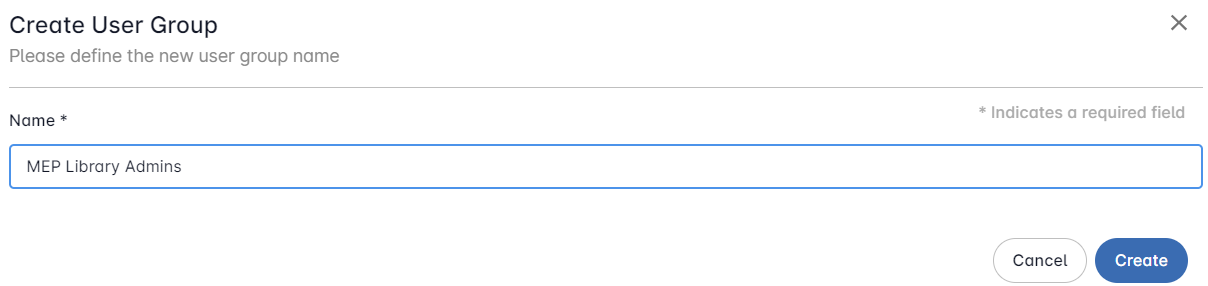 Create User Group
Please define the new user group name
* Indicates a required field
Name *
MEP Library Admins
Cancel
Create